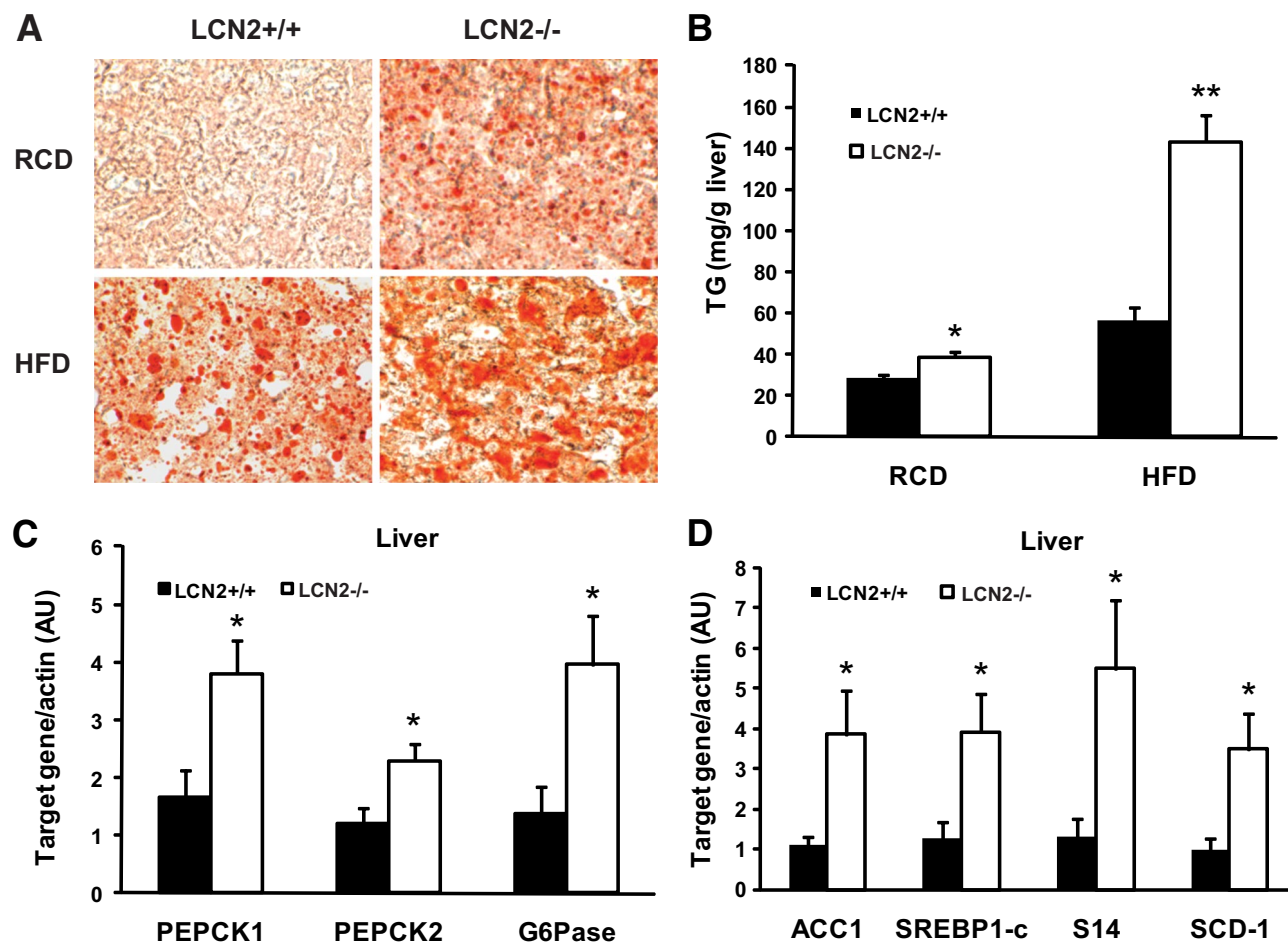 A
LCN2+/+
LCN2-/-
RCD
HFD
B
TG (mg/g liver)
180
160
140
120
100
80
60
40
20
0
LCN2+/+
LCN2-/-
*
**
RCD
HFD
C
Liver
Target gene/actin (AU)
6
5
4
3
2
1
0
LCN2+/+
LCN2-/-
*
*
*
PEPCK1
PEPCK2
G6Pase
D
Liver
Target gene/actin (AU)
8
7
6
5
4
3
2
1
0
LCN2+/+
LCN2-/-
*
*
*
*
ACC1
SREBP1-c
S14
SCD-1